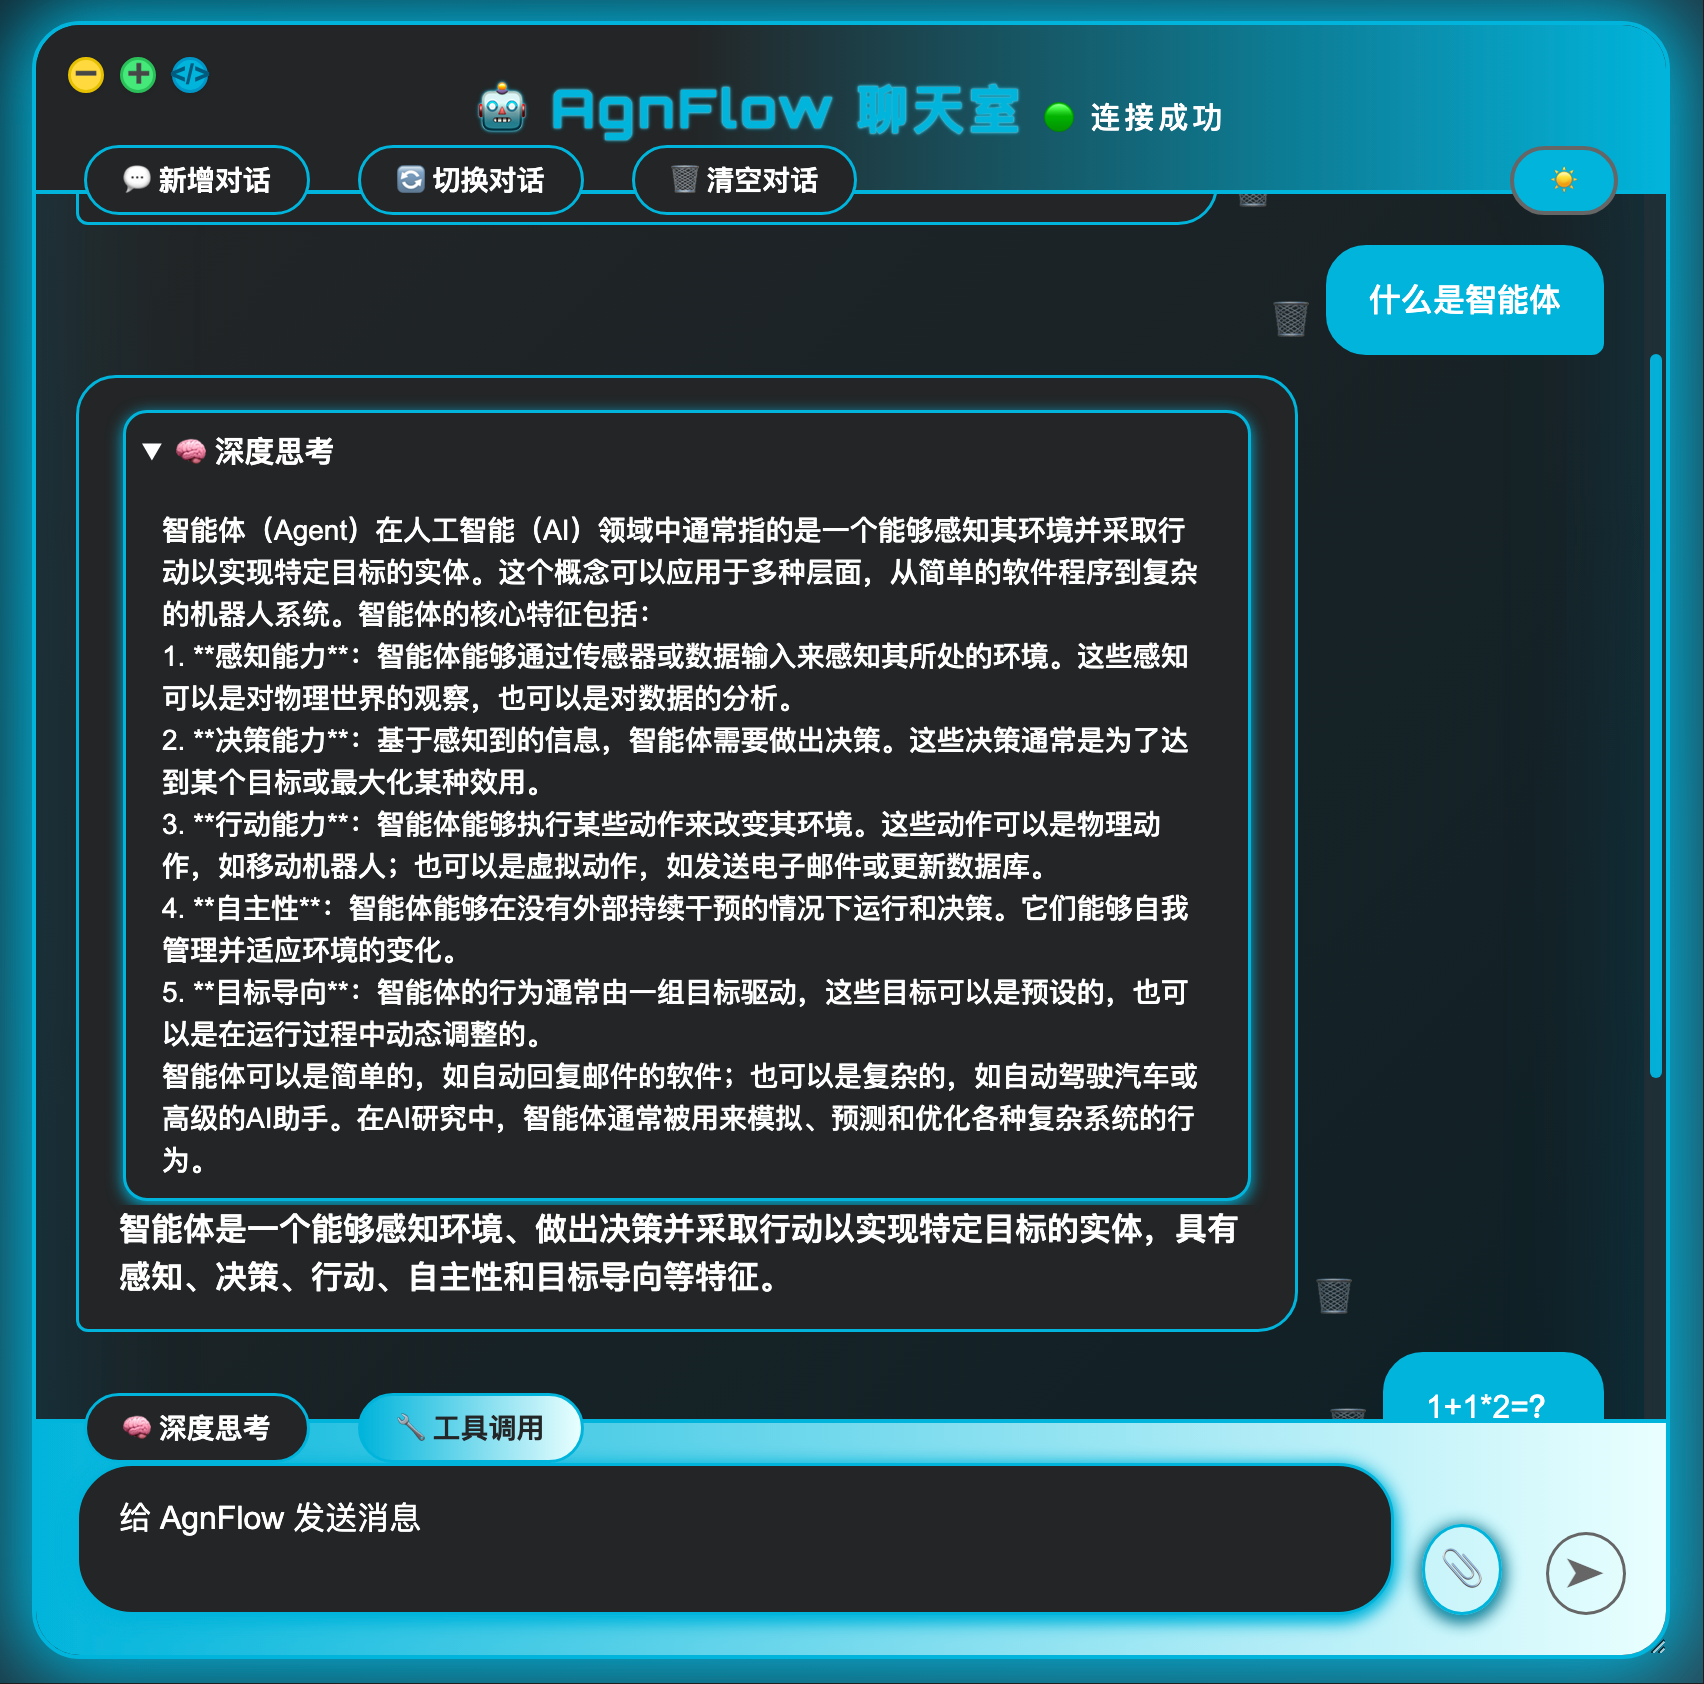 AgnFlow 聊天室 连接成功
新增对话 切换对话 清空对话
什么是智能体
深度思考
智能体（Agent）在人工智能（AI）领域中通常指的是一个能够感知其环境并采取行
动以实现特定目标的实体。这个概念可以应用于多种层面，从简单的软件程序到复杂
的机器人系统。智能体的核心特征包括：
1. **感知能力**：智能体能够通过传感器或数据输入来感知其所处的环境。这些感知
可以是对物理世界的观察，也可以是对数据的分析。
2. **决策能力**：基于感知到的信息，智能体需要做出决策。这些决策通常是为了达
到某个目标或最大化某种效用。
3. **行动能力**：智能体能够执行某些动作来改变其环境。这些动作可以是物理动
作，如移动机器人；也可以是虚拟动作，如发送电子邮件或更新数据库。
4. **自主性**：智能体能够在没有外部持续干预的情况下运行和决策。它们能够自我
管理并适应环境的变化。
5. **目标导向**：智能体的行为通常由一组目标驱动，这些目标可以是预设的，也可
以是在运行过程中动态调整的。
智能体可以是简单的，如自动回复邮件的软件；也可以是复杂的，如自动驾驶汽车或
高级的AI助手。在AI研究中，智能体通常被用来模拟、预测和优化各种复杂系统的行
为。
智能体是一个能够感知环境、做出决策并采取行动以实现特定目标的实体，具有
感知、决策、行动、自主性和目标导向等特征。
1+1*2=?
深度思考 工具调用
给 AgnFlow 发送消息